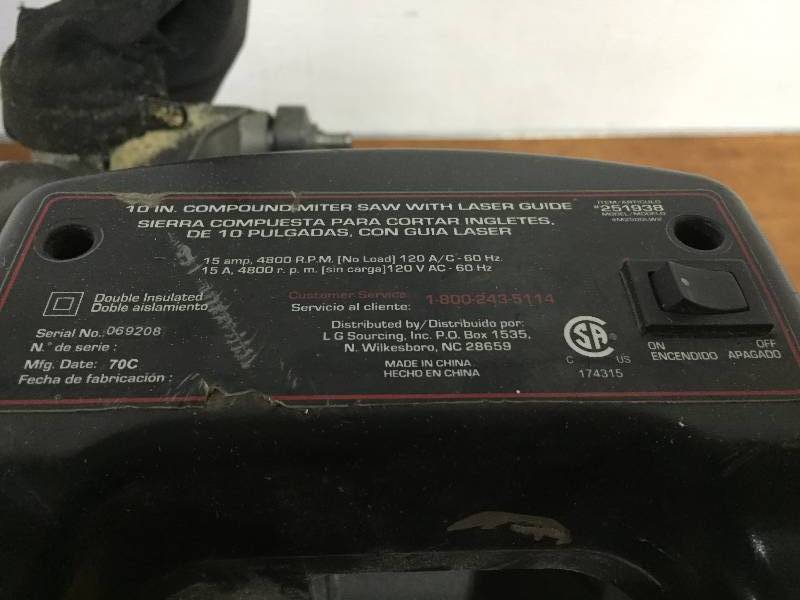 10 IN. COMPOUND MITER SAW WITH LASER GUIDE
SIERRA COMPUESTA PARA CORTAR INGLETES,
DE 10 PULGADAS, CON GUIA LASER
ITEM/ARTICULO
#251938
MODEL/MODELO
15 amp, 4800 R.P.M. [No Load] 120 A/C - 60 Hz.
15 A, 4800 r. p. m. [sin carga] 120 V AC - 60 Hz
Double Insulated
Doble aislamiento
Customer Service: 1-800-243-5114
Servicio al cliente:
Serial No.: 069208
N.° de serie :
Mfg. Date: 70C
Fecha de fabricación :
Distributed by/Distribuido por:
L G Sourcing, Inc. P.O. Box 1535,
N. Wilkesboro, NC 28659
MADE IN CHINA
HECHO EN CHINA
SA
C US
174315
ON OFF
ENCENDIDO APAGADO